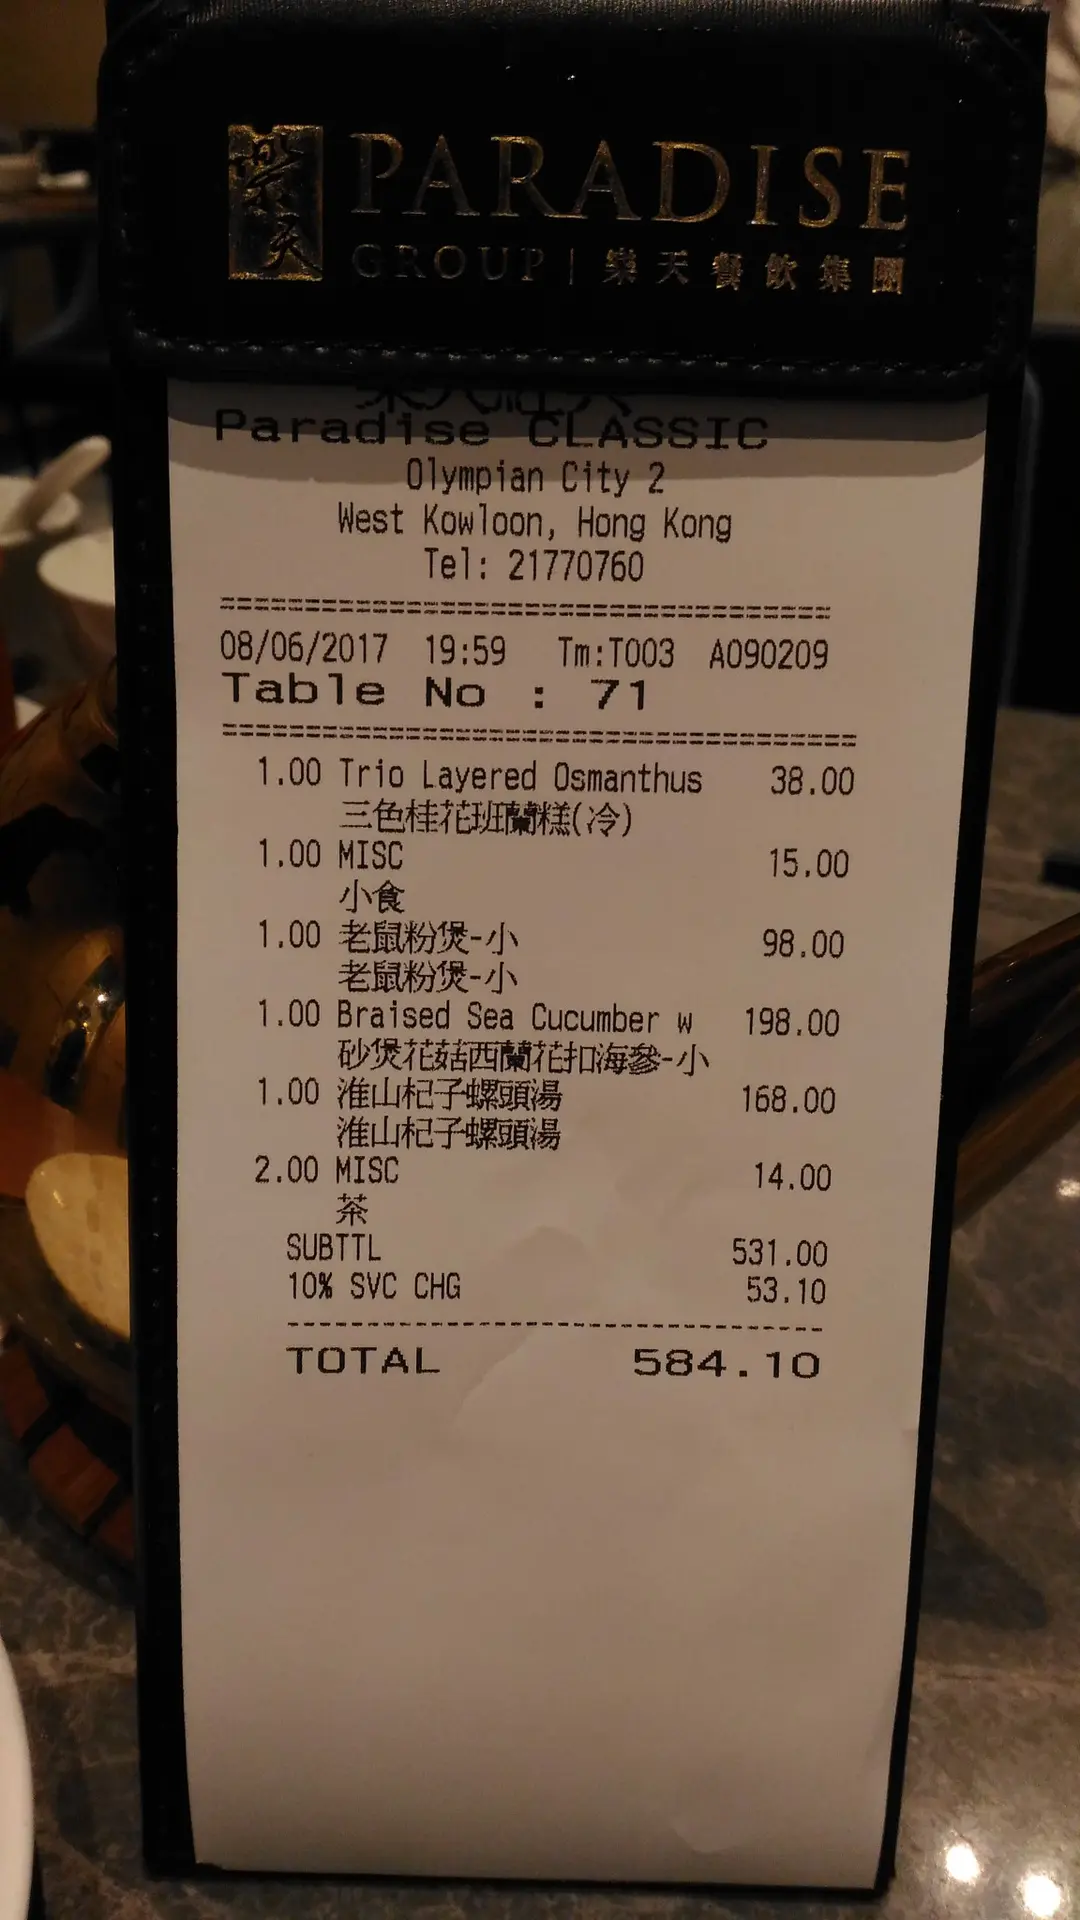 樂天
PARADISE
GROUP | 樂天餐飲集團
Paradise CLASSIC
Olympian City 2
West Kowloon, Hong Kong
Tel: 21770760
====================================
08/06/2017 19:59 Tm:T003 A090209
Table No : 71
====================================
1.00 Trio Layered Osmanthus 38.00
三色桂花班蘭糕(冷)
1.00 MISC 15.00
小食
1.00 老鼠粉煲-小 98.00
老鼠粉煲-小
1.00 Braised Sea Cucumber w 198.00
砂煲花菇西蘭花扣海參-小
1.00 淮山杞子螺頭湯 168.00
淮山杞子螺頭湯
2.00 MISC 14.00
茶
SUBTTL 531.00
10% SVC CHG 53.10
TOTAL 584.10